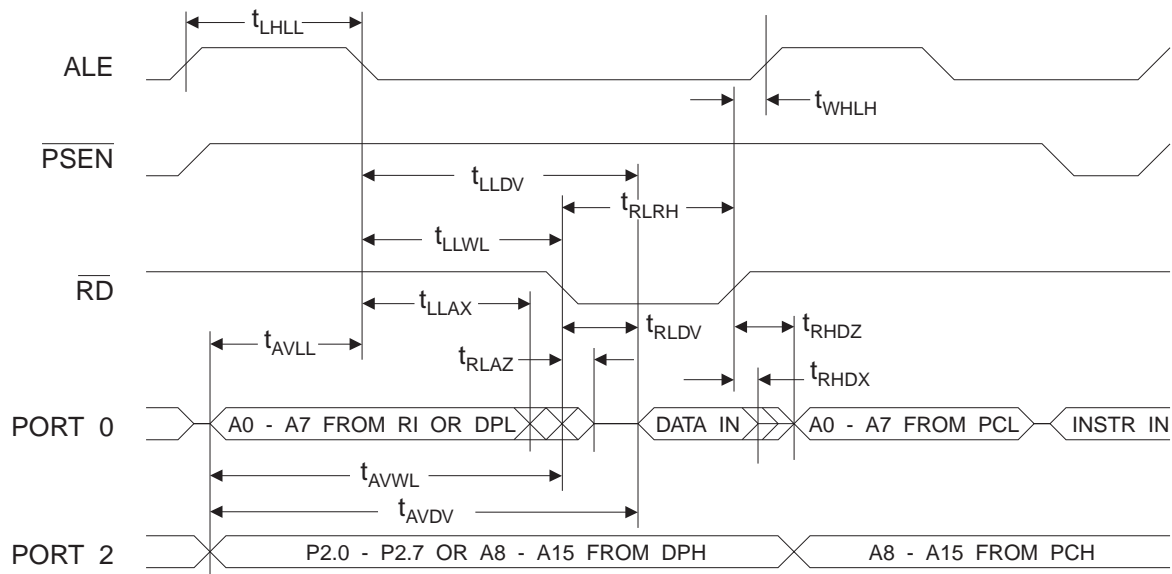 tLHLL
ALE
tWHLH
PSEN
tLLDV
tRLRH
tLLWL
RD
tLLAX
tRLDV
tRHDZ
tAVLL
tRLAZ
tRHDX
PORT 0
A0 - A7 FROM RI OR DPL
DATA IN
A0 - A7 FROM PCL
INSTR IN
tAVWL
tAVDV
PORT 2
P2.0 - P2.7 OR A8 - A15 FROM DPH
A8 - A15 FROM PCH